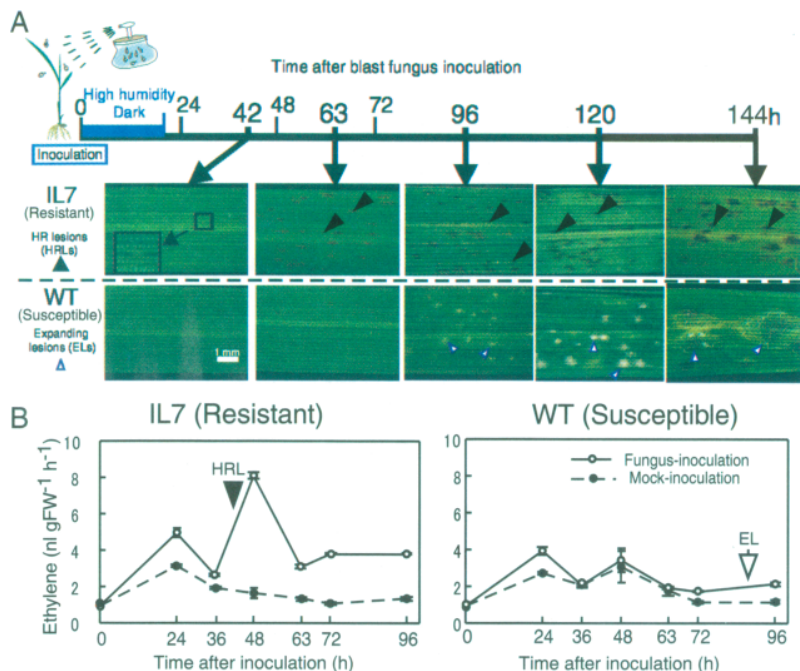 A
Time after blast fungus inoculation
High humidity
Dark
0
24
42
48
63
72
96
120
144h
Inoculation
IL7
(Resistant)
HR lesions
(HRLs)
WT
(Susceptible)
Expanding
lesions (ELs)
1 mm
B
IL7 (Resistant)
WT (Susceptible)
Ethylene (nl gFW⁻¹ h⁻¹)
10
8
6
4
2
0
HRL
0
24
36
48
63
72
96
Time after inoculation (h)
10
8
6
4
2
0
Fungus-inoculation
Mock-inoculation
EL
0
24
36
48
63
72
96
Time after inoculation (h)